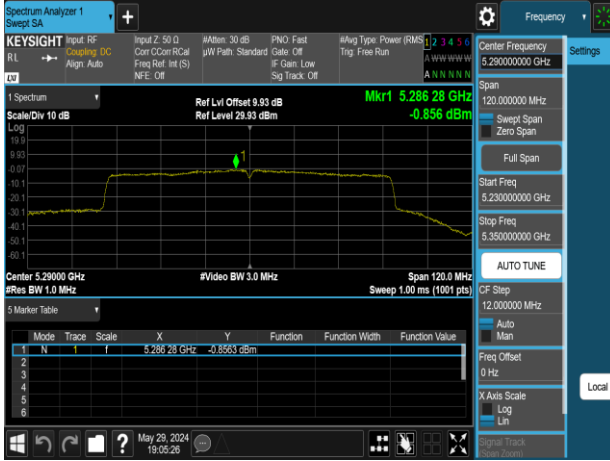 Spectrum Analyzer 1
Swept SA
Frequency
KEYSIGHT
Input: RF
Coupling: DC
Align: Auto
Input Z: 50 Ω
Corr CCorr RCal
Freq Ref: Int (S)
NFE: Off
#Atten: 30 dB
µW Path: Standard
PNO: Fast
Gate: Off
IF Gain: Low
Sig Track: Off
#Avg Type: Power (RMS
Trig: Free Run
1 2 3 4 5 6
A W W W W W
A N N N N N
R L
LXI
1 Spectrum
Scale/Div 10 dB
Log
Ref Lvl Offset 9.93 dB
Ref Level 29.93 dBm
Mkr1 5.286 28 GHz
-0.856 dBm
19.9
9.93
-0.07
-10.1
-20.1
-30.1
-40.1
-50.1
-60.1
1
Center 5.29000 GHz
#Res BW 1.0 MHz
#Video BW 3.0 MHz
Span 120.0 MHz
Sweep 1.00 ms (1001 pts)
5 Marker Table
Mode Trace Scale X Y Function Function Width Function Value
1 N 1 f 5.286 28 GHz -0.8563 dBm
2
3
4
5
6
May 29, 2024
19:05:26
Center Frequency
5.290000000 GHz
Settings
Span
120.000000 MHz
Swept Span
Zero Span
Full Span
Start Freq
5.230000000 GHz
Stop Freq
5.350000000 GHz
AUTO TUNE
CF Step
12.000000 MHz
Auto
Man
Freq Offset
0 Hz
X Axis Scale
Log
Lin
Signal Track
(Span Zoom)
Local